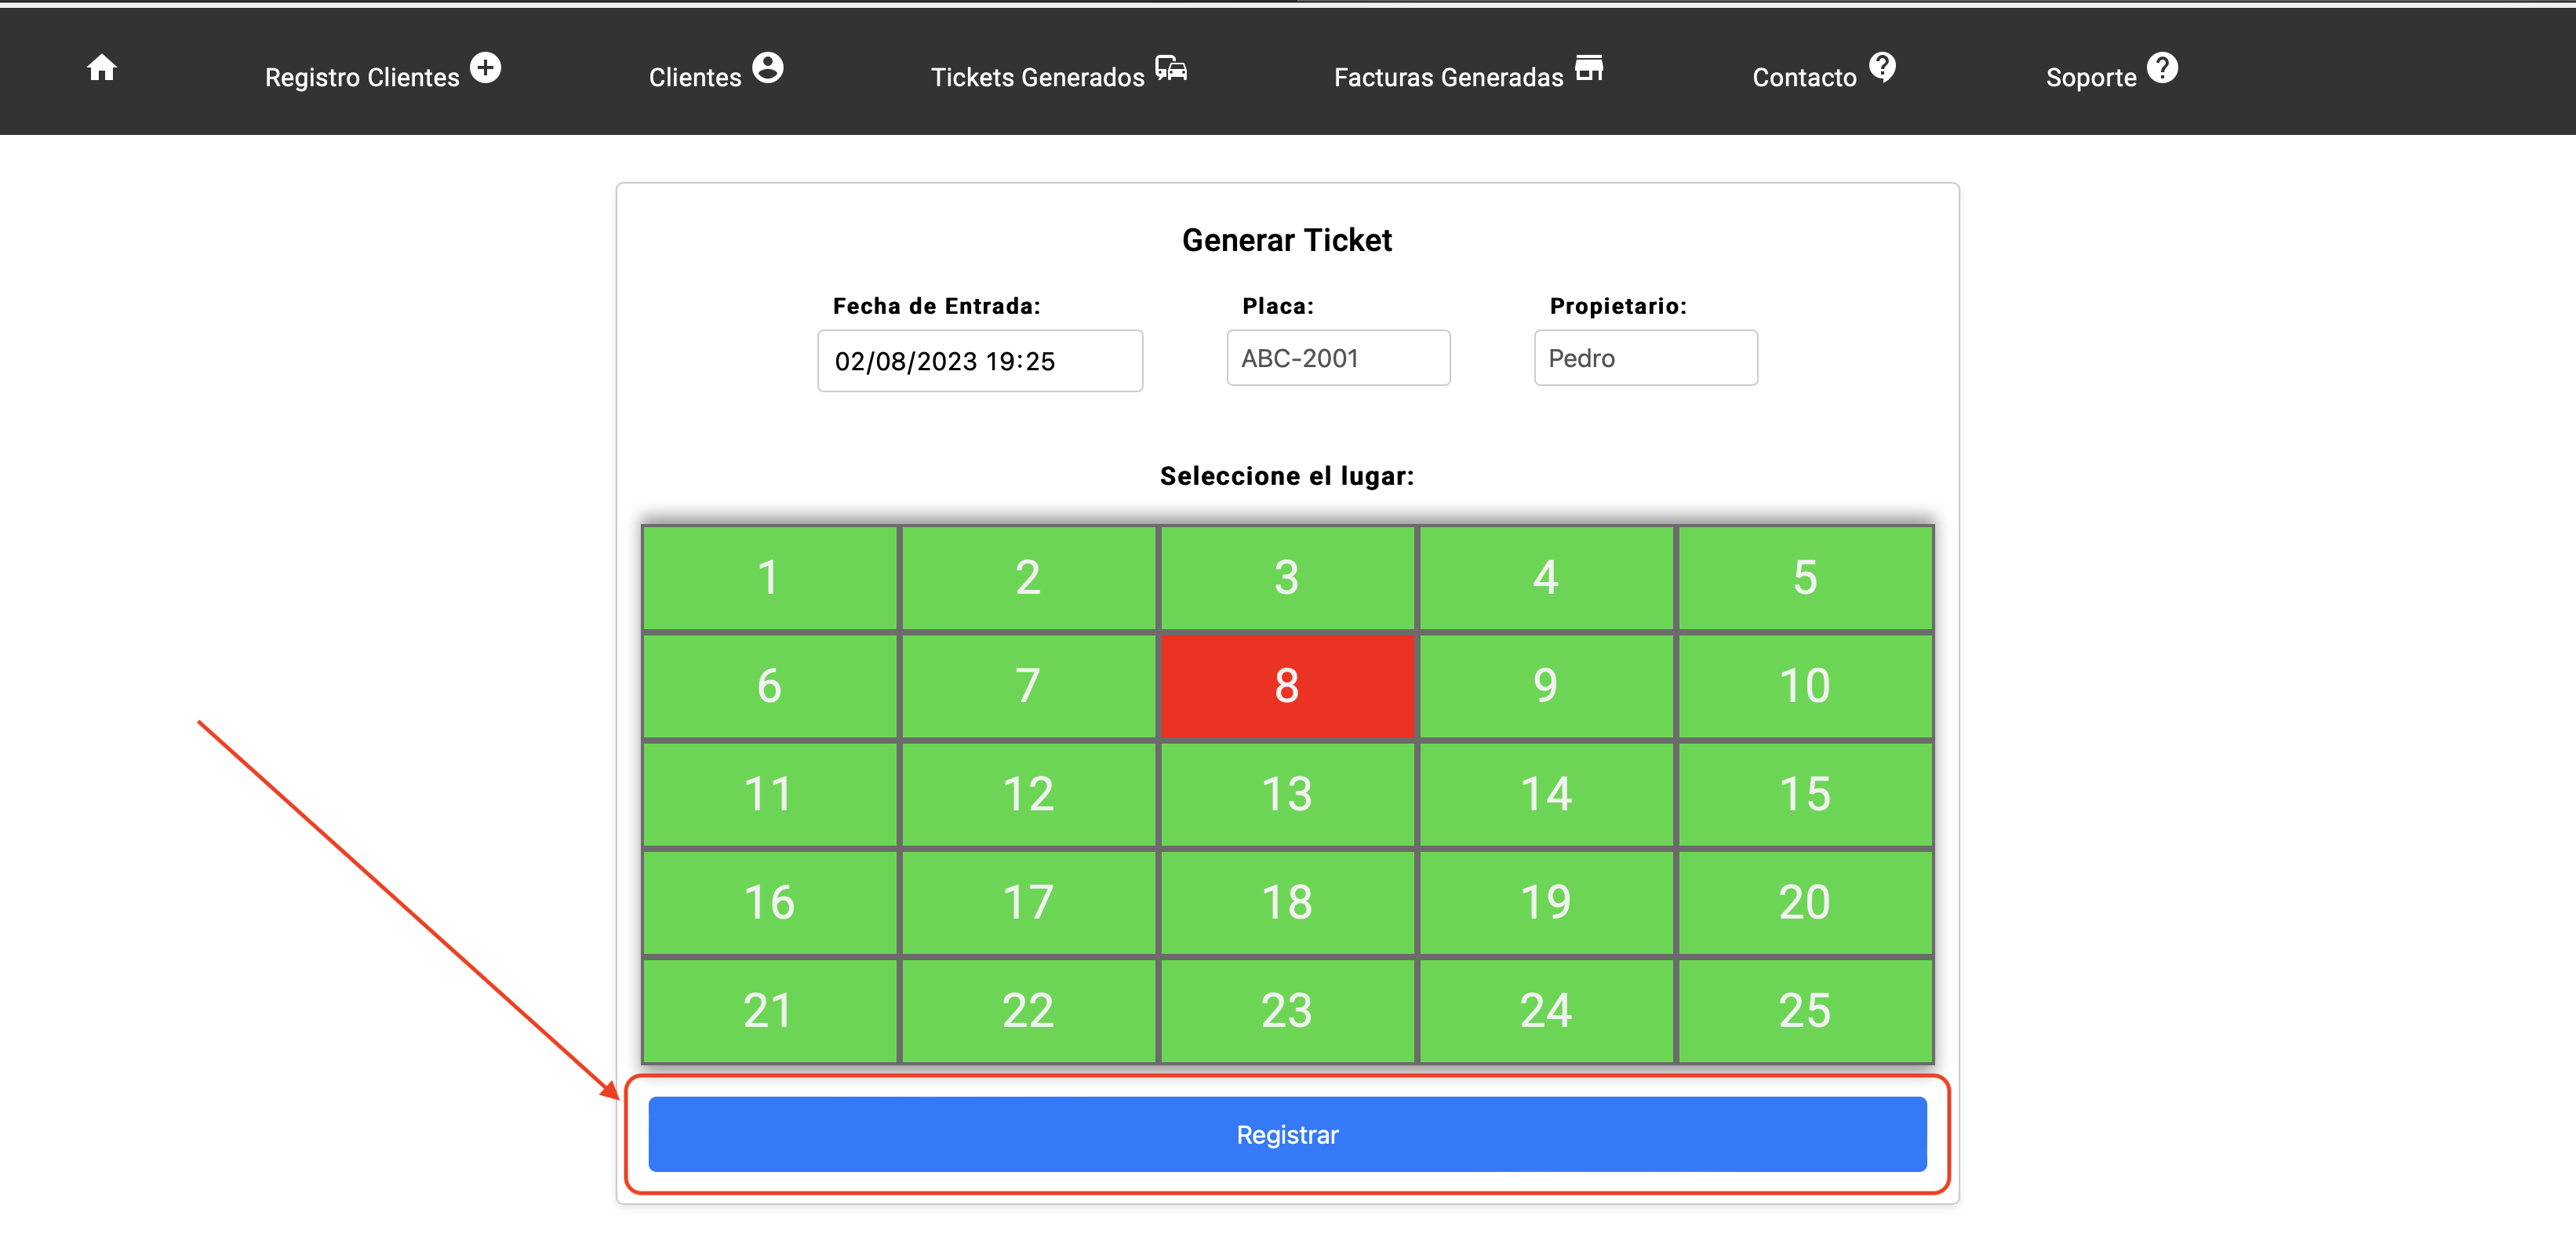 Registro Clientes Clientes Tickets Generados Facturas Generadas Contacto Soporte
Generar Ticket
Fecha de Entrada: Placa: Propietario:
02/08/2023 19:25 ABC-2001 Pedro
Seleccione el lugar:
1 2 3 4 5
6 7 8 9 10
11 12 13 14 15
16 17 18 19 20
21 22 23 24 25
Registrar